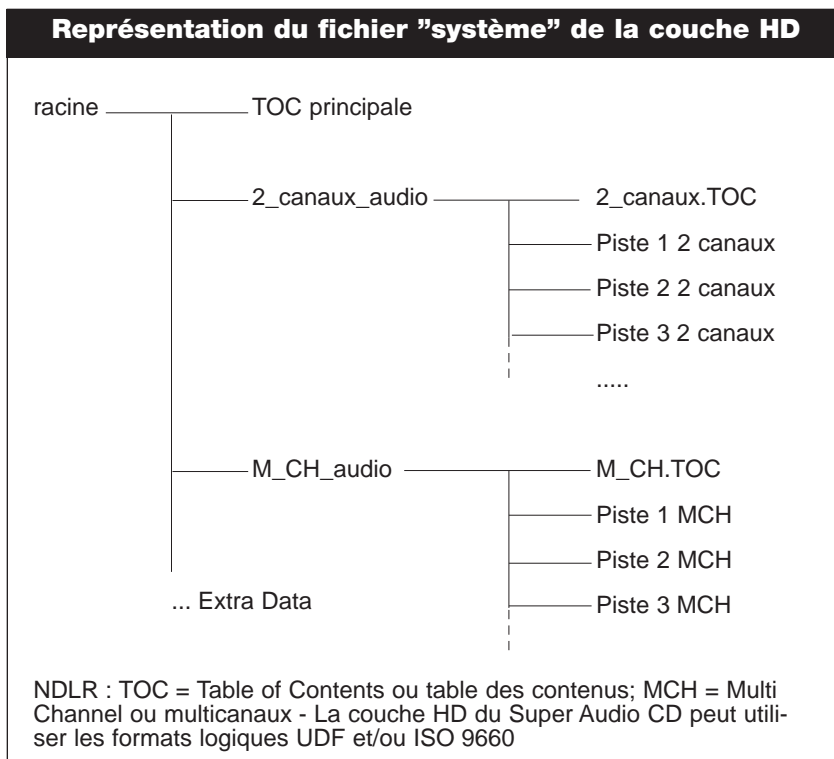 Représentation du fichier ”système” de la couche HD
racine
TOC principale
2_canaux_audio
2_canaux.TOC
Piste 1 2 canaux
Piste 2 2 canaux
Piste 3 2 canaux
.....
M_CH_audio
M_CH.TOC
Piste 1 MCH
Piste 2 MCH
Piste 3 MCH
... Extra Data
NDLR : TOC = Table of Contents ou table des contenus; MCH = Multi
Channel ou multicanaux - La couche HD du Super Audio CD peut utili-
ser les formats logiques UDF et/ou ISO 9660